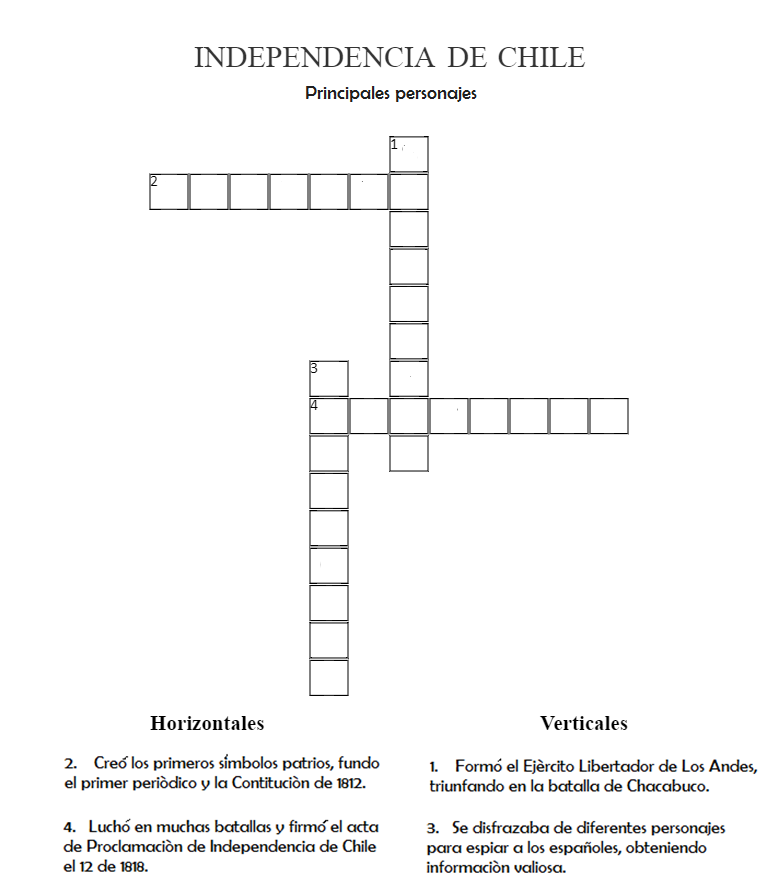 INDEPENDENCIA DE CHILE
Principales personajes
1
2
3
4
Horizontales
2. Creó los primeros símbolos patrios, fundo
el primer periòdico y la Contituciòn de 1812.
4. Luchó en muchas batallas y firmó el acta
de Proclamaciòn de Independencia de Chile
el 12 de 1818.
Verticales
1. Formó el Ejèrcito Libertador de Los Andes,
triunfando en la batalla de Chacabuco.
3. Se disfrazaba de diferentes personajes
para espiar a los españoles, obteniendo
informaciòn valiosa.